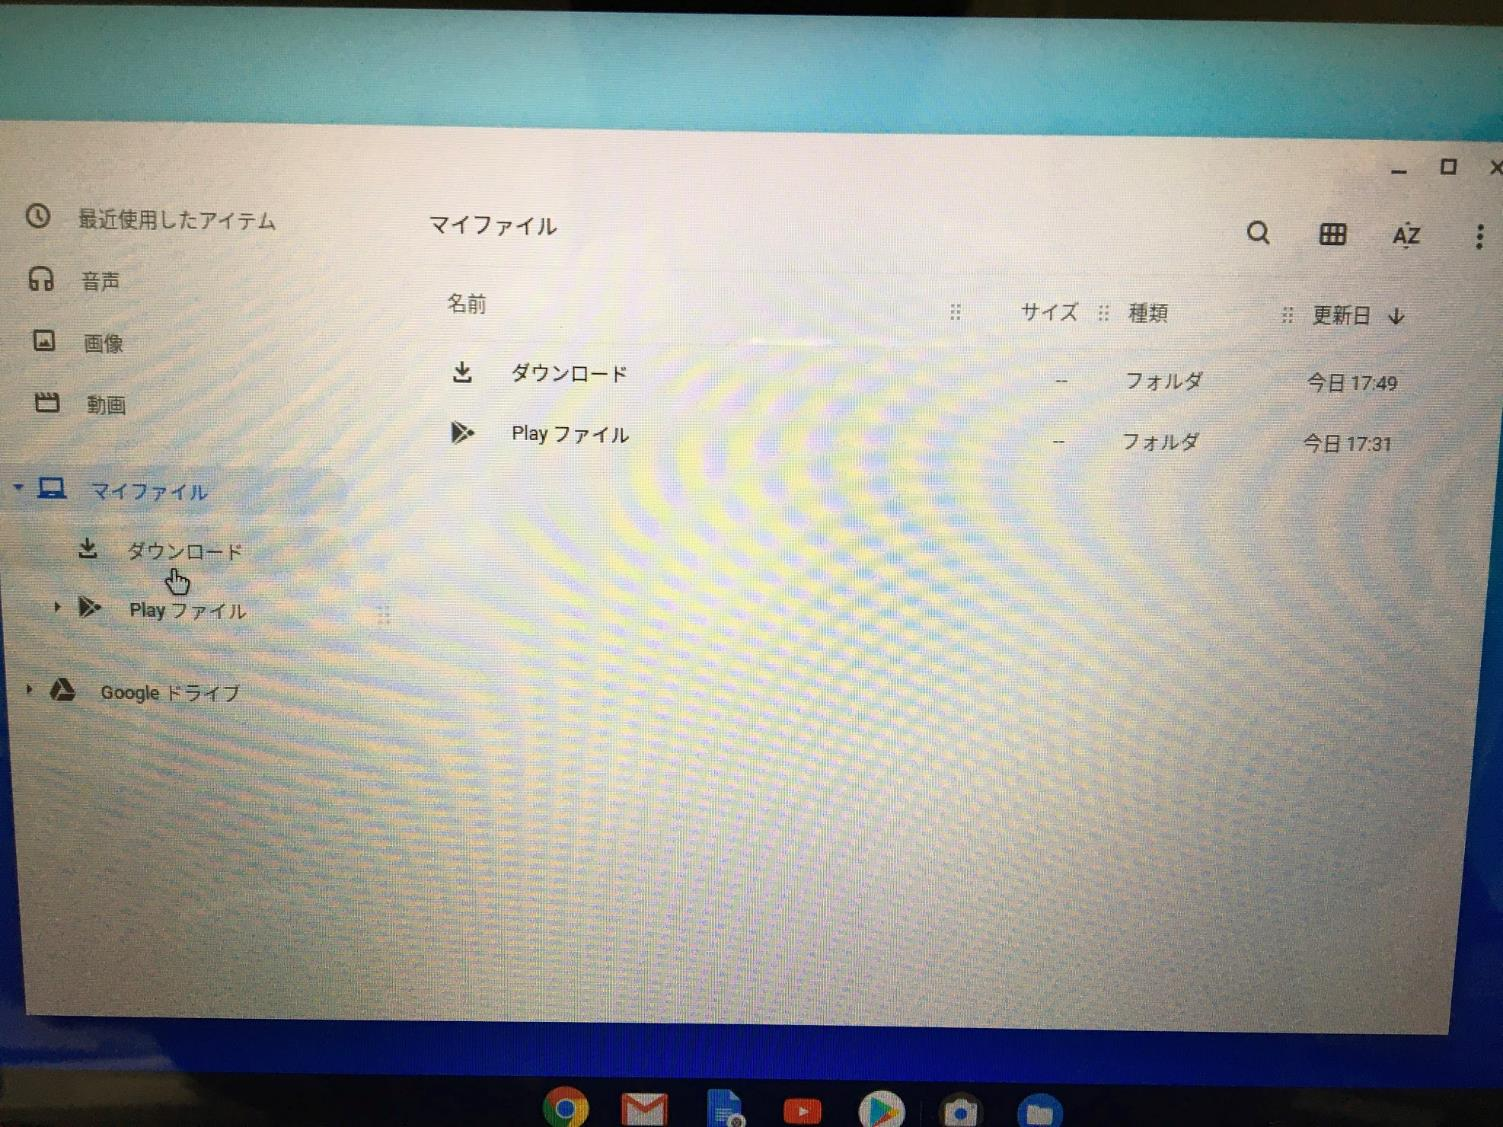 最近使用したアイテム
音声
画像
動画
マイファイル
ダウンロード
Play ファイル
Google ドライブ
マイファイル
AZ
名前 サイズ 種類 更新日
ダウンロード -- フォルダ 今日 17:49
Play ファイル -- フォルダ 今日 17:31